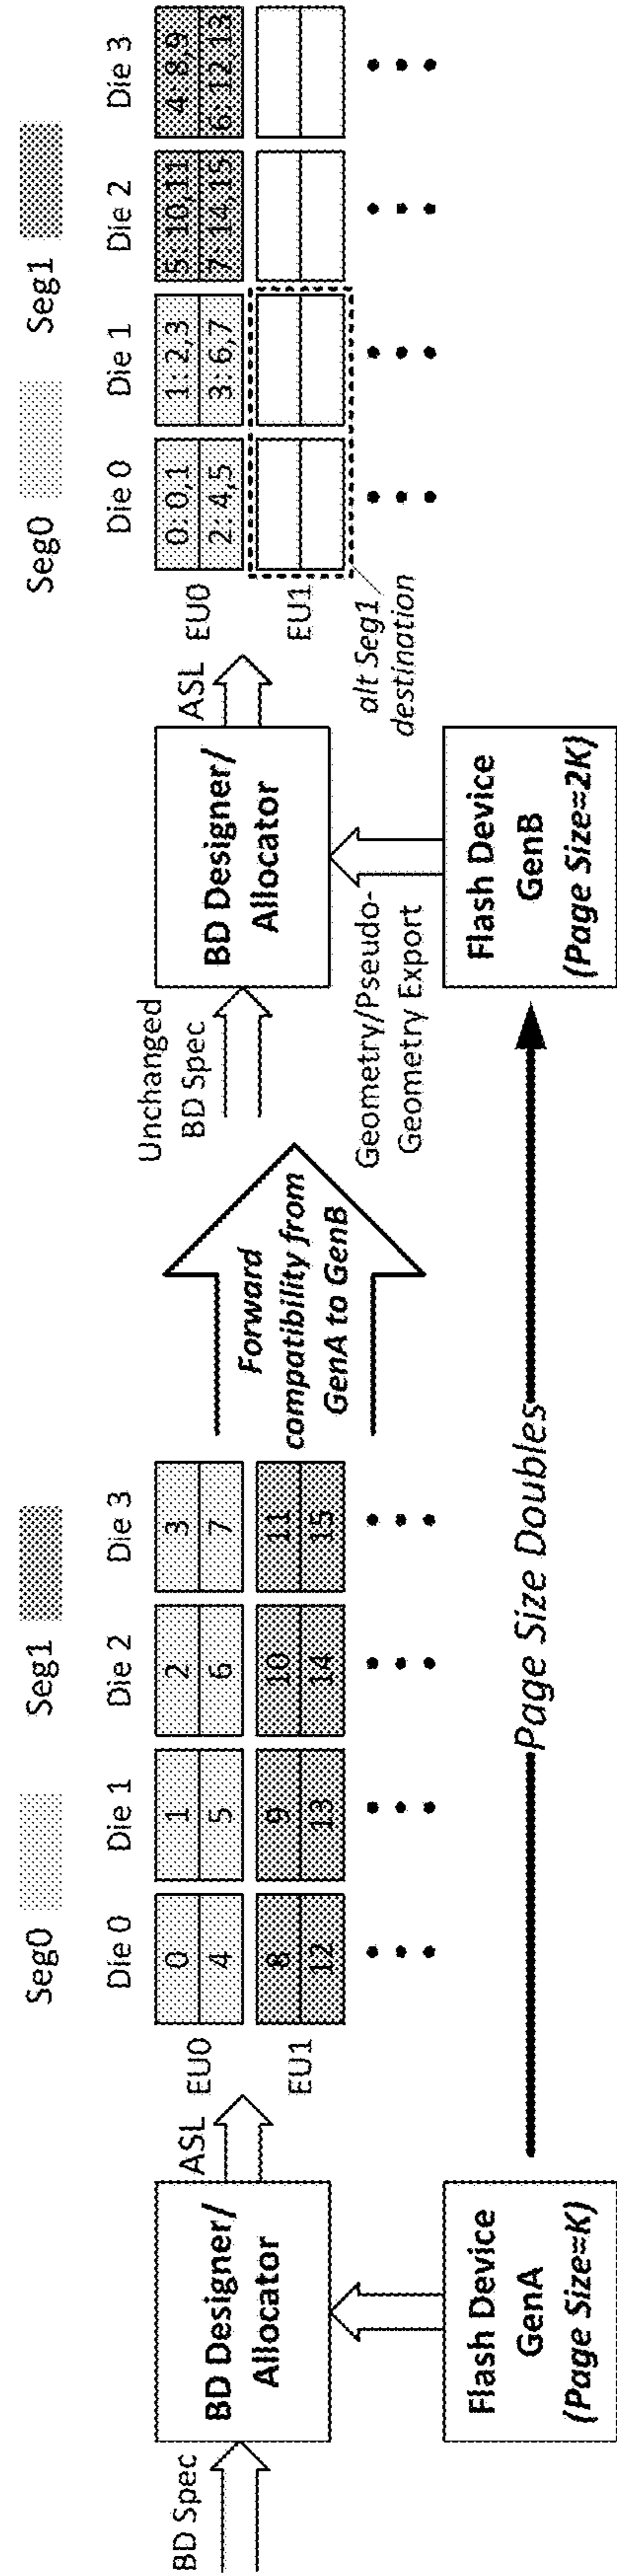 Seg0
Seg1
Die 0
Die 1
Die 2
Die 3
BD Spec
BD Designer/
Allocator
ASL
EU0
0
1
2
3
4
5
6
7
EU1
8
9
10
11
12
13
14
15
Flash Device
GenA
(Page Size=K)
Forward
compatibility from
GenA to GenB
Page Size Doubles
Seg0
Seg1
Die 0
Die 1
Die 2
Die 3
Unchanged
BD Spec
BD Designer/
Allocator
ASL
EU0
0: 0,1
1: 2,3
5: 10,11
4: 8,9
2: 4,5
3: 6,7
7: 14,15
6: 12,13
EU1
alt Seg1
destination
Geometry/Pseudo-
Geometry Export
Flash Device
GenB
(Page Size=2K)